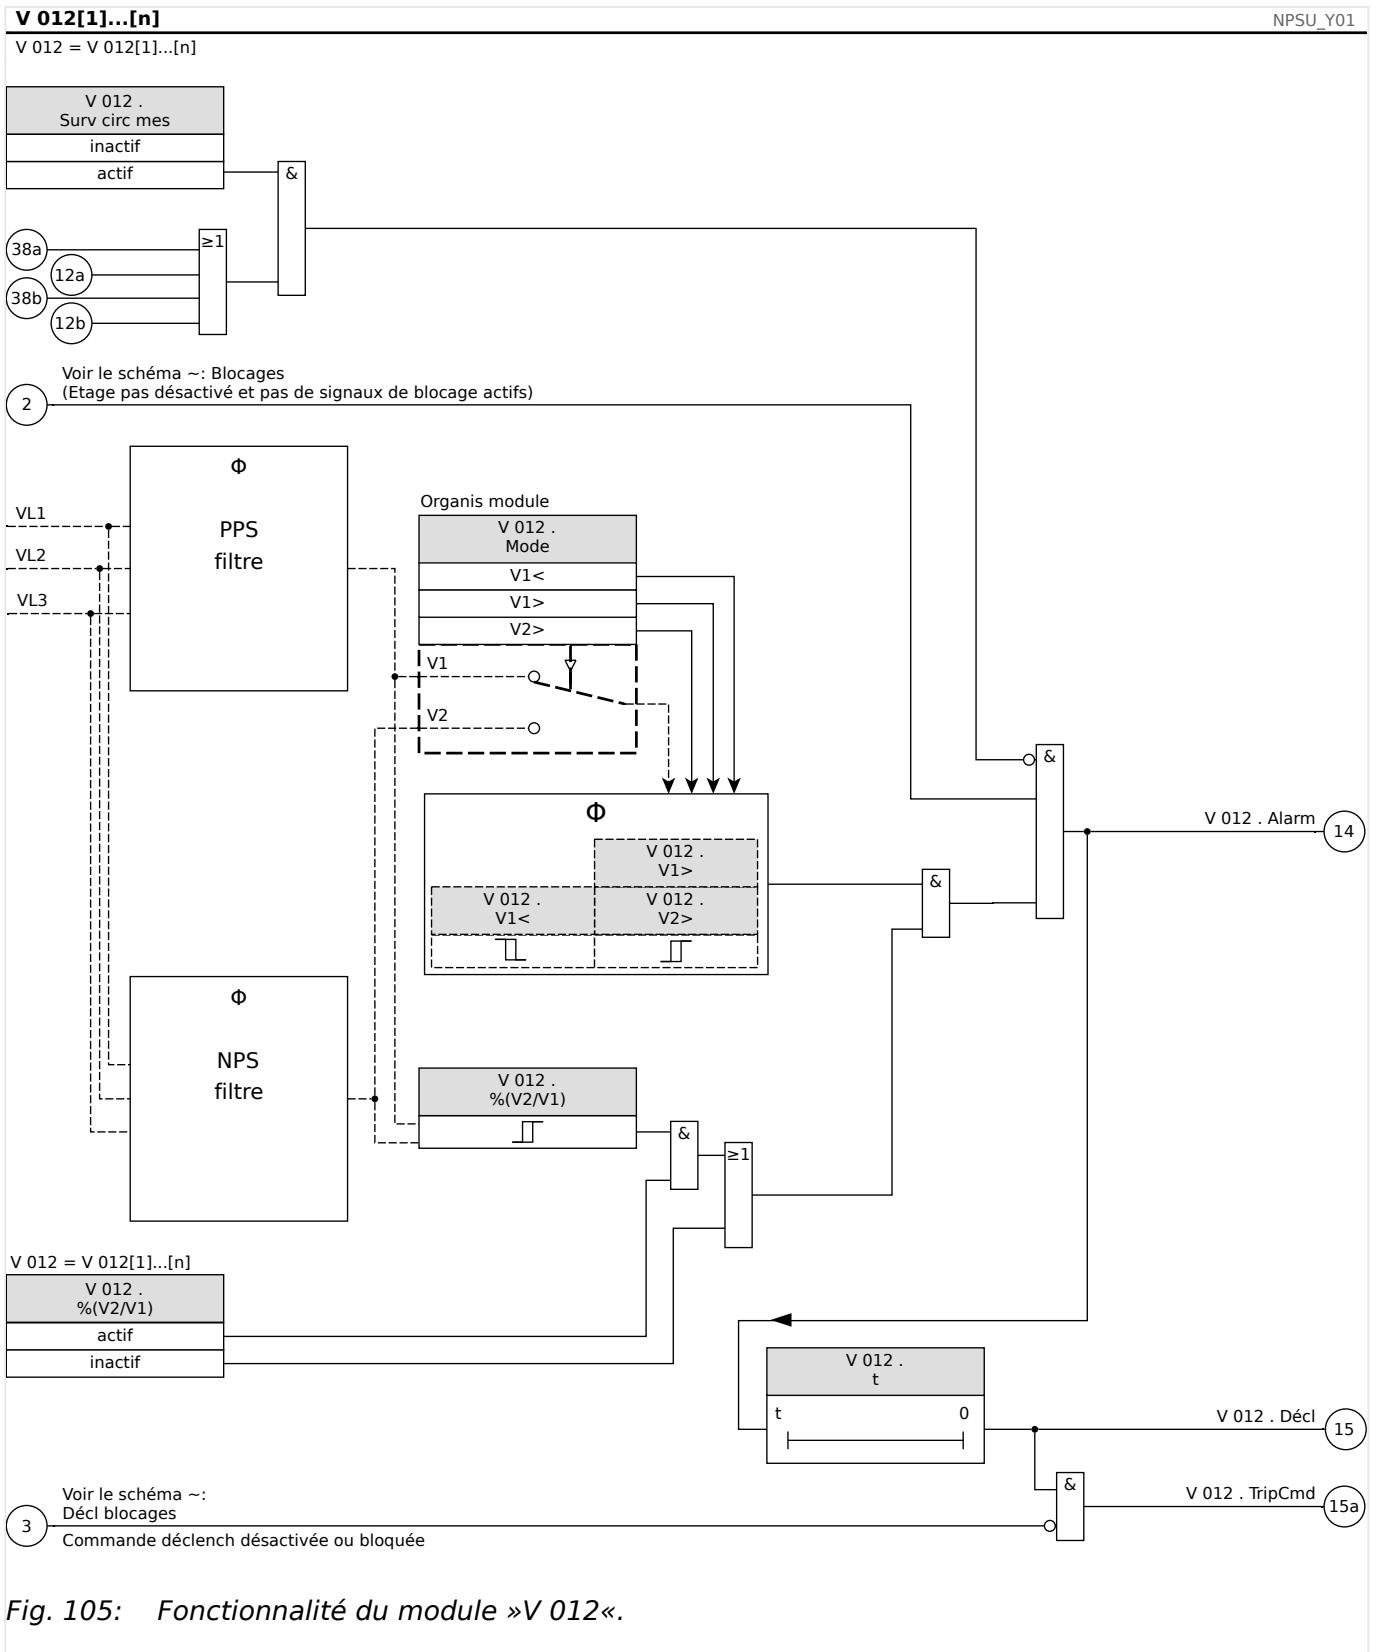 V 012[1]...[n]
NPSU_Y01
V 012 = V 012[1]...[n]
V 012 .
Surv circ mes
inactif
actif
&
38a
≥1
12a
38b
12b
Voir le schéma ~: Blocages
(Etage pas désactivé et pas de signaux de blocage actifs)
2
Φ
PPS
filtre
VL1
VL2
VL3
Organis module
V 012 .
Mode
V1<
V1>
V2>
V1
V2
&
Φ
V 012 .
V1>
V 012 .
V1<
V 012 .
V2>
&
V 012 . Alarm
14
Φ
NPS
filtre
V 012 .
%(V2/V1)
&
≥1
V 012 = V 012[1]...[n]
V 012 .
%(V2/V1)
actif
inactif
V 012 .
t
t
0
V 012 . Décl
15
&
V 012 . TripCmd
15a
Voir le schéma ~:
Décl blocages
3
Commande déclench désactivée ou bloquée
Fig. 105: Fonctionnalité du module »V 012«.